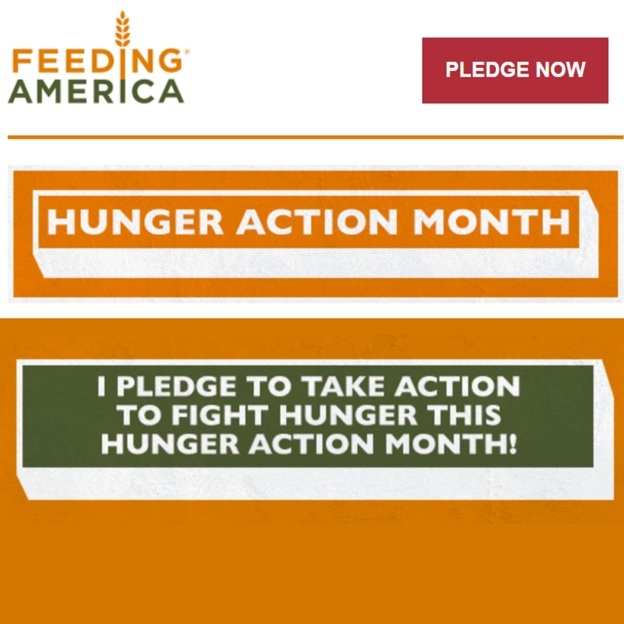 FEEDING®
AMERICA
PLEDGE NOW
HUNGER ACTION MONTH
I PLEDGE TO TAKE ACTION
TO FIGHT HUNGER THIS
HUNGER ACTION MONTH!